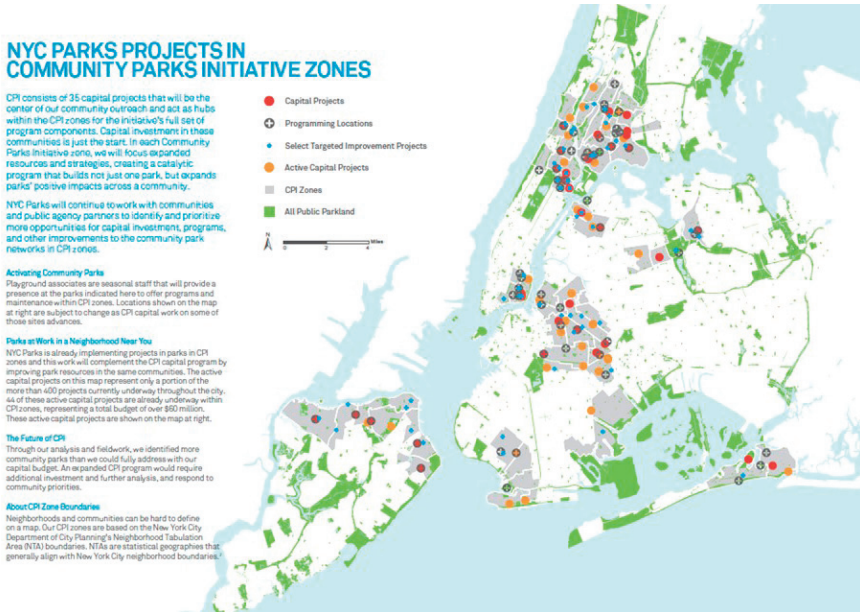 NYC PARKS PROJECTS IN
COMMUNITY PARKS INITIATIVE ZONES
CPI consists of 35 capital projects that will be the
center of our community outreach and act as hubs
within the CPI zones for the initiative's full set of
program components. Capital investment in these
communities is just the start. In each Community
Parks Initiative zone, we will focus expanded
resources and strategies, creating a catalytic
program that builds not just one park, but expands
parks' positive impacts across a community.
NYC Parks will continue to work with communities
and public agency partners to identify and prioritize
more opportunities for capital investment, programs,
and other improvements to the community park
networks in CPI zones.
Activating Community Parks
Playground associates are seasonal staff that will provide a
presence at the parks indicated here to offer programs and
maintenance within CPI zones. Locations shown on the map
at right are subject to change as CPI capital work on some of
those sites advances.
Parks at Work in a Neighborhood Near You
NYC Parks is already implementing projects in parks in CPI
zones and this work will complement the CPI capital program by
improving park resources in the same communities. The active
capital projects on this map represent only a portion of the
more than 400 projects currently underway throughout the city.
44 of these active capital projects are already underway within
CPI zones, representing a total budget of over $60 million.
These active capital projects are shown on the map at right.
The Future of CPI
Through our analysis and fieldwork, we identified more
community parks than we could fully address with our
capital budget. An expanded CPI program would require
additional investment and further analysis, and respond to
community priorities.
About CPI Zone Boundaries
Neighborhoods and communities can be hard to define
on a map. Our CPI zones are based on the New York City
Department of City Planning's Neighborhood Tabulation
Area (NTA) boundaries. NTAs are statistical geographies that
generally align with New York City neighborhood boundaries.
Capital Projects
Programming Locations
Select Targeted Improvement Projects
Active Capital Projects
CPI Zones
All Public Parkland
N
Miles
0 2 4